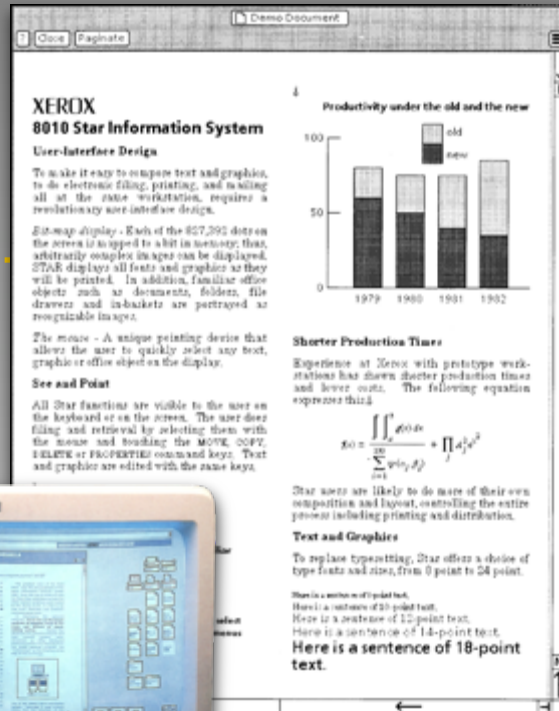 Demo Document
? Close Paginate
XEROX
8010 Star Information System
User-Interface Design
To make it easy to compose text and graphics,
to do electronic filing, printing, and mailing
all at the same workstation, requires a
revolutionary user-interface design.
Bit-map display - Each of the 827,392 dots on
the screen is mapped to a bit in memory; thus,
arbitrarily complex images can be displayed.
STAR displays all fonts and graphics as they
will be printed. In addition, familiar office
objects such as documents, folders, file
drawers and in-baskets are portrayed as
recognizable images.
The mouse - A unique pointing device that
allows the user to quickly select any text,
graphic or office object on the display.
See and Point
All Star functions are visible to the user on
the keyboard or on the screen. The user does
filing and retrieval by selecting them with
the mouse and touching the MOVE, COPY,
DELETE or PROPERTIES command keys. Text
and graphics are edited with the same keys.
select
Productivity under the old and the new
100
old
new
50
0
1979 1980 1981 1982
Shorter Production Times
Experience at Xerox with prototype work-
stations has shown shorter production times
and lower costs. The following equation
expresses this:
Star users are likely to do more of their own
composition and layout, controlling the entire
process including printing and distribution.
Text and Graphics
To replace typesetting, Star offers a choice of
type fonts and sizes, from 8 point to 24 point.
Here is a sentence of 8-point text.
Here is a sentence of 10-point text.
Here is a sentence of 12-point text.
Here is a sentence of 14-point text.
Here is a sentence of 18-point
text.